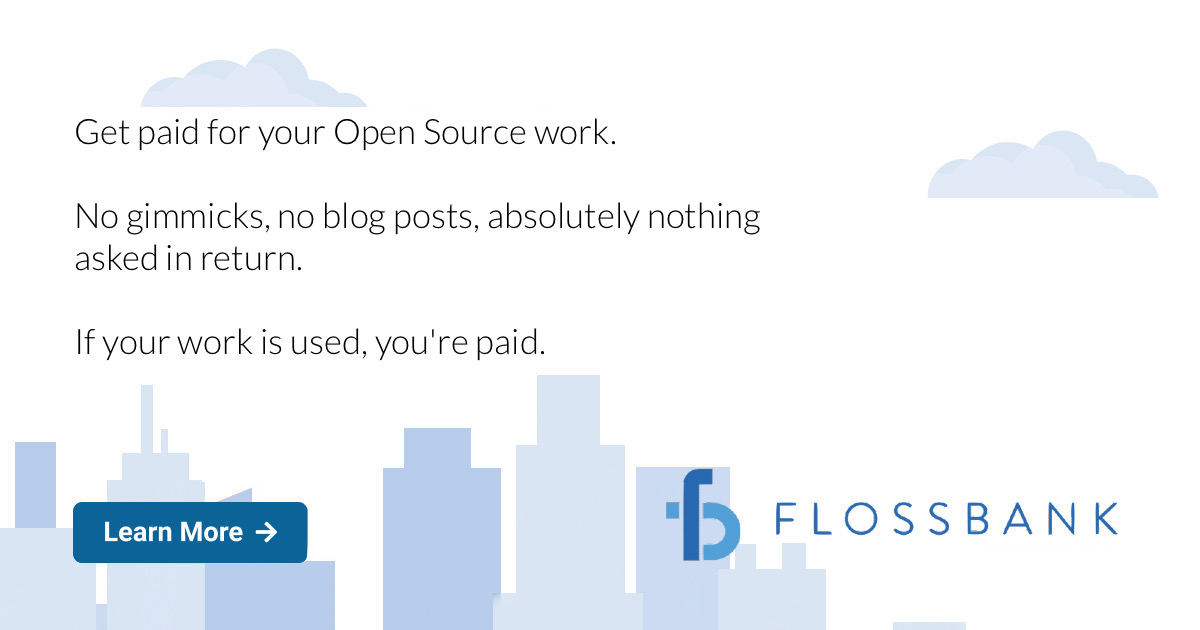 Get paid for your Open Source work.
No gimmicks, no blog posts, absolutely nothing
asked in return.
If your work is used, you're paid.
Learn More →
FLOSSBANK